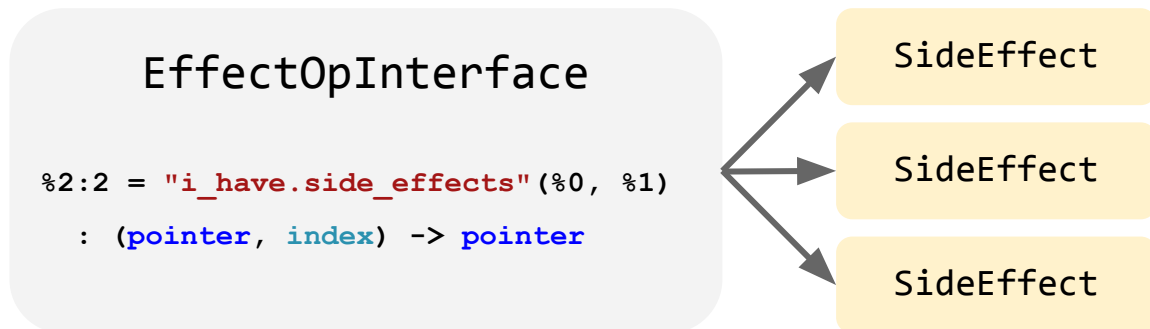 EffectOpInterface
%2:2 = "i_have.side_effects"(%0, %1)
: (pointer, index) -> pointer
SideEffect
SideEffect
SideEffect